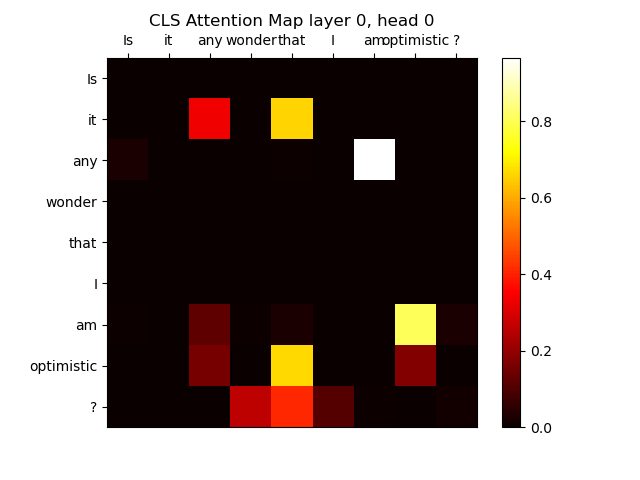 CLS Attention Map layer 0, head 0
Is it any wonder that I am optimistic ?
Is
it
any
wonder
that
I
am
optimistic
?
0.8
0.6
0.4
0.2
0.0